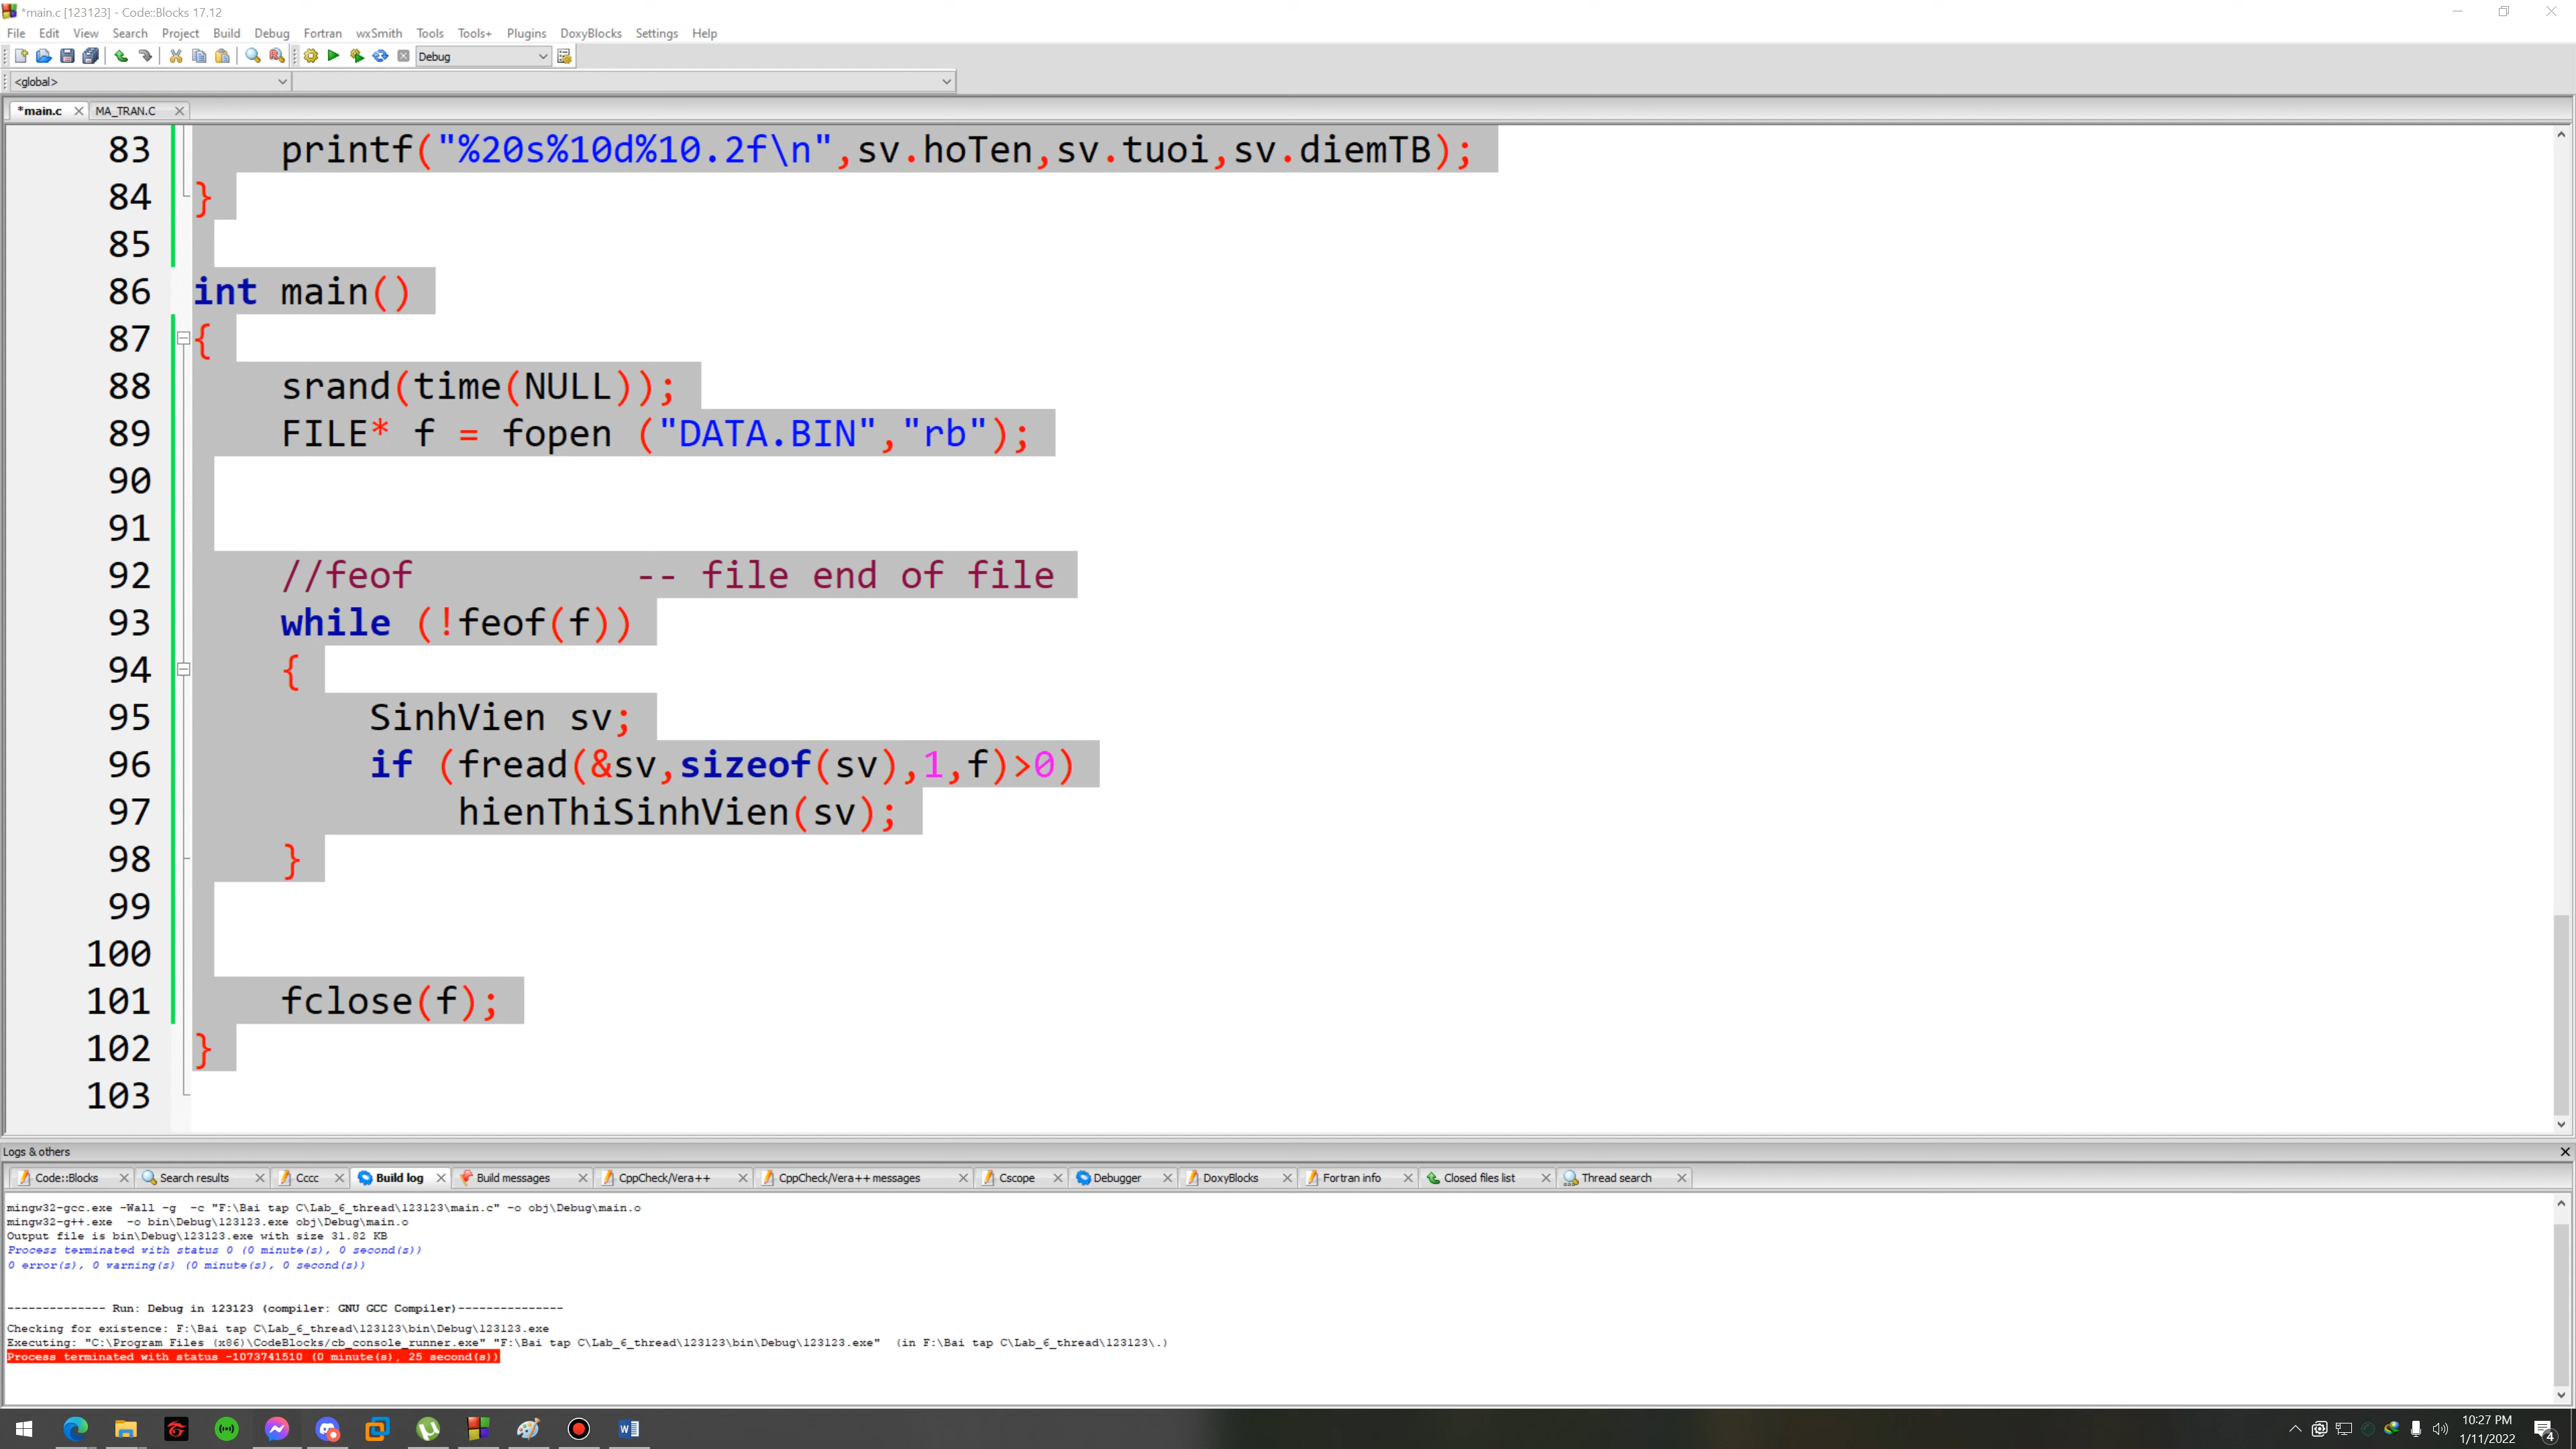 *main.c [123123] - Code::Blocks 17.12
File Edit View Search Project Build Debug Fortran wxSmith Tools Tools+ Plugins DoxyBlocks Settings Help
Debug
<global>
*main.c MA_TRAN.C
83 printf("%20s%10d%10.2f\n",sv.hoTen,sv.tuoi,sv.diemTB);
84 }
85
86 int main()
87 {
88 srand(time(NULL));
89 FILE* f = fopen ("DATA.BIN","rb");
90
91
92 //feof -- file end of file
93 while (!feof(f))
94 {
95 SinhVien sv;
96 if (fread(&sv,sizeof(sv),1,f)>0)
97 hienThiSinhVien(sv);
98 }
99
100
101 fclose(f);
102 }
103
Logs & others
Code::Blocks Search results Cccc Build log Build messages CppCheck/Vera++ CppCheck/Vera++ messages Cscope Debugger DoxyBlocks Fortran info Closed files list Thread search
mingw32-gcc.exe -Wall -g -c "F:\Bai tap C\Lab_6_thread\123123\main.c" -o obj\Debug\main.o
mingw32-g++.exe -o bin\Debug\123123.exe obj\Debug\main.o
Output file is bin\Debug\123123.exe with size 31.82 KB
Process terminated with status 0 (0 minute(s), 0 second(s))
0 error(s), 0 warning(s) (0 minute(s), 0 second(s))
-------------- Run: Debug in 123123 (compiler: GNU GCC Compiler)---------------
Checking for existence: F:\Bai tap C\Lab_6_thread\123123\bin\Debug\123123.exe
Executing: "C:\Program Files (x86)\CodeBlocks/cb_console_runner.exe" "F:\Bai tap C\Lab_6_thread\123123\bin\Debug\123123.exe" (in F:\Bai tap C\Lab_6_thread\123123\.)
Process terminated with status -1073741510 (0 minute(s), 25 second(s))
10:27 PM
1/11/2022
4